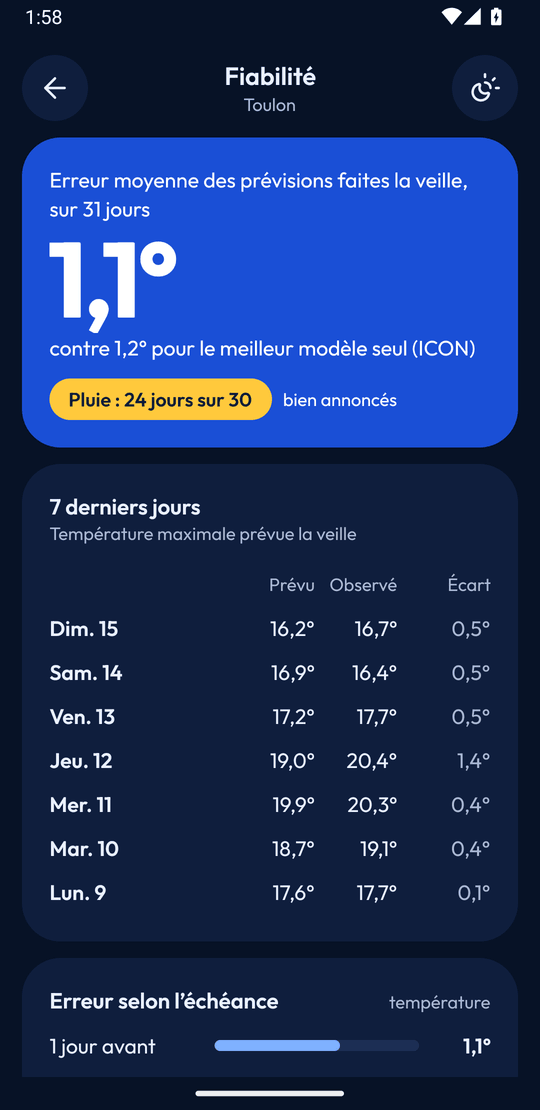 1:58
Fiabilité
Toulon
Erreur moyenne des prévisions faites la veille,
sur 31 jours
1,1°
contre 1,2° pour le meilleur modèle seul (ICON)
Pluie : 24 jours sur 30 bien annoncés
7 derniers jours
Température maximale prévue la veille
Prévu Observé Écart
Dim. 15 16,2° 16,7° 0,5°
Sam. 14 16,9° 16,4° 0,5°
Ven. 13 17,2° 17,7° 0,5°
Jeu. 12 19,0° 20,4° 1,4°
Mer. 11 19,9° 20,3° 0,4°
Mar. 10 18,7° 19,1° 0,4°
Lun. 9 17,6° 17,7° 0,1°
Erreur selon l’échéance température
1 jour avant 1,1°